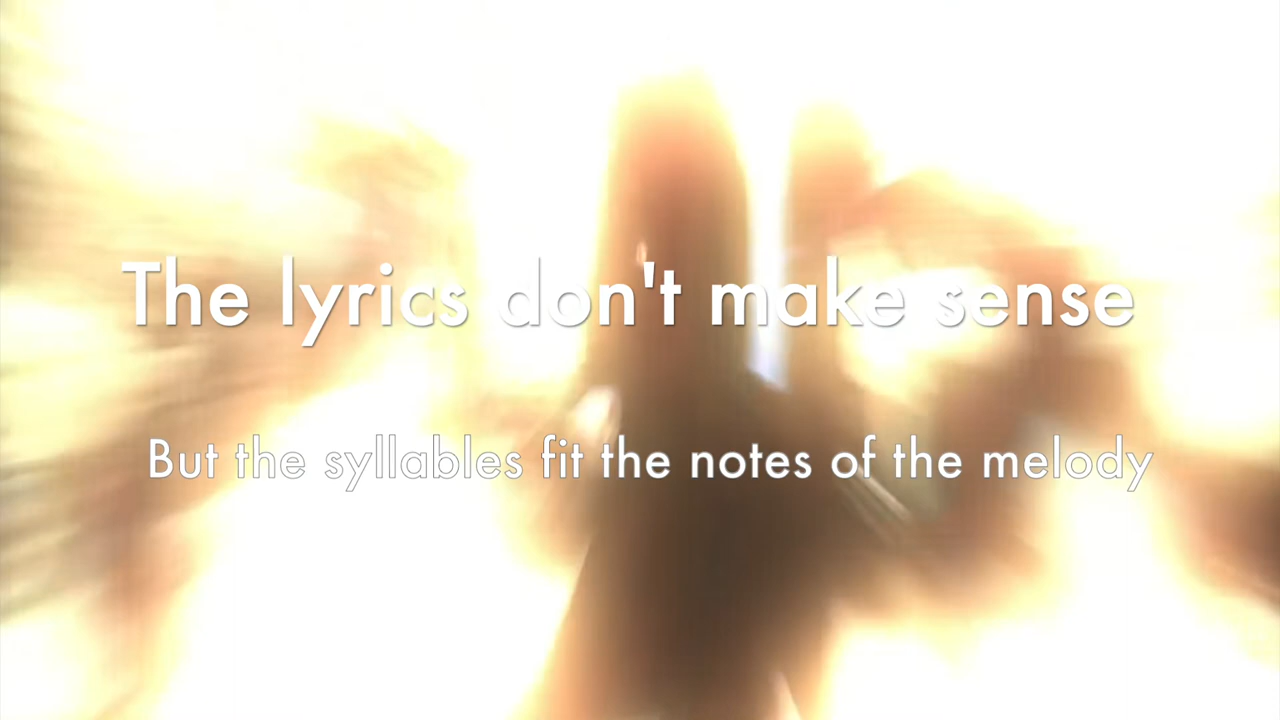 The lyrics don't make sense
But the syllables fit the notes of the melody